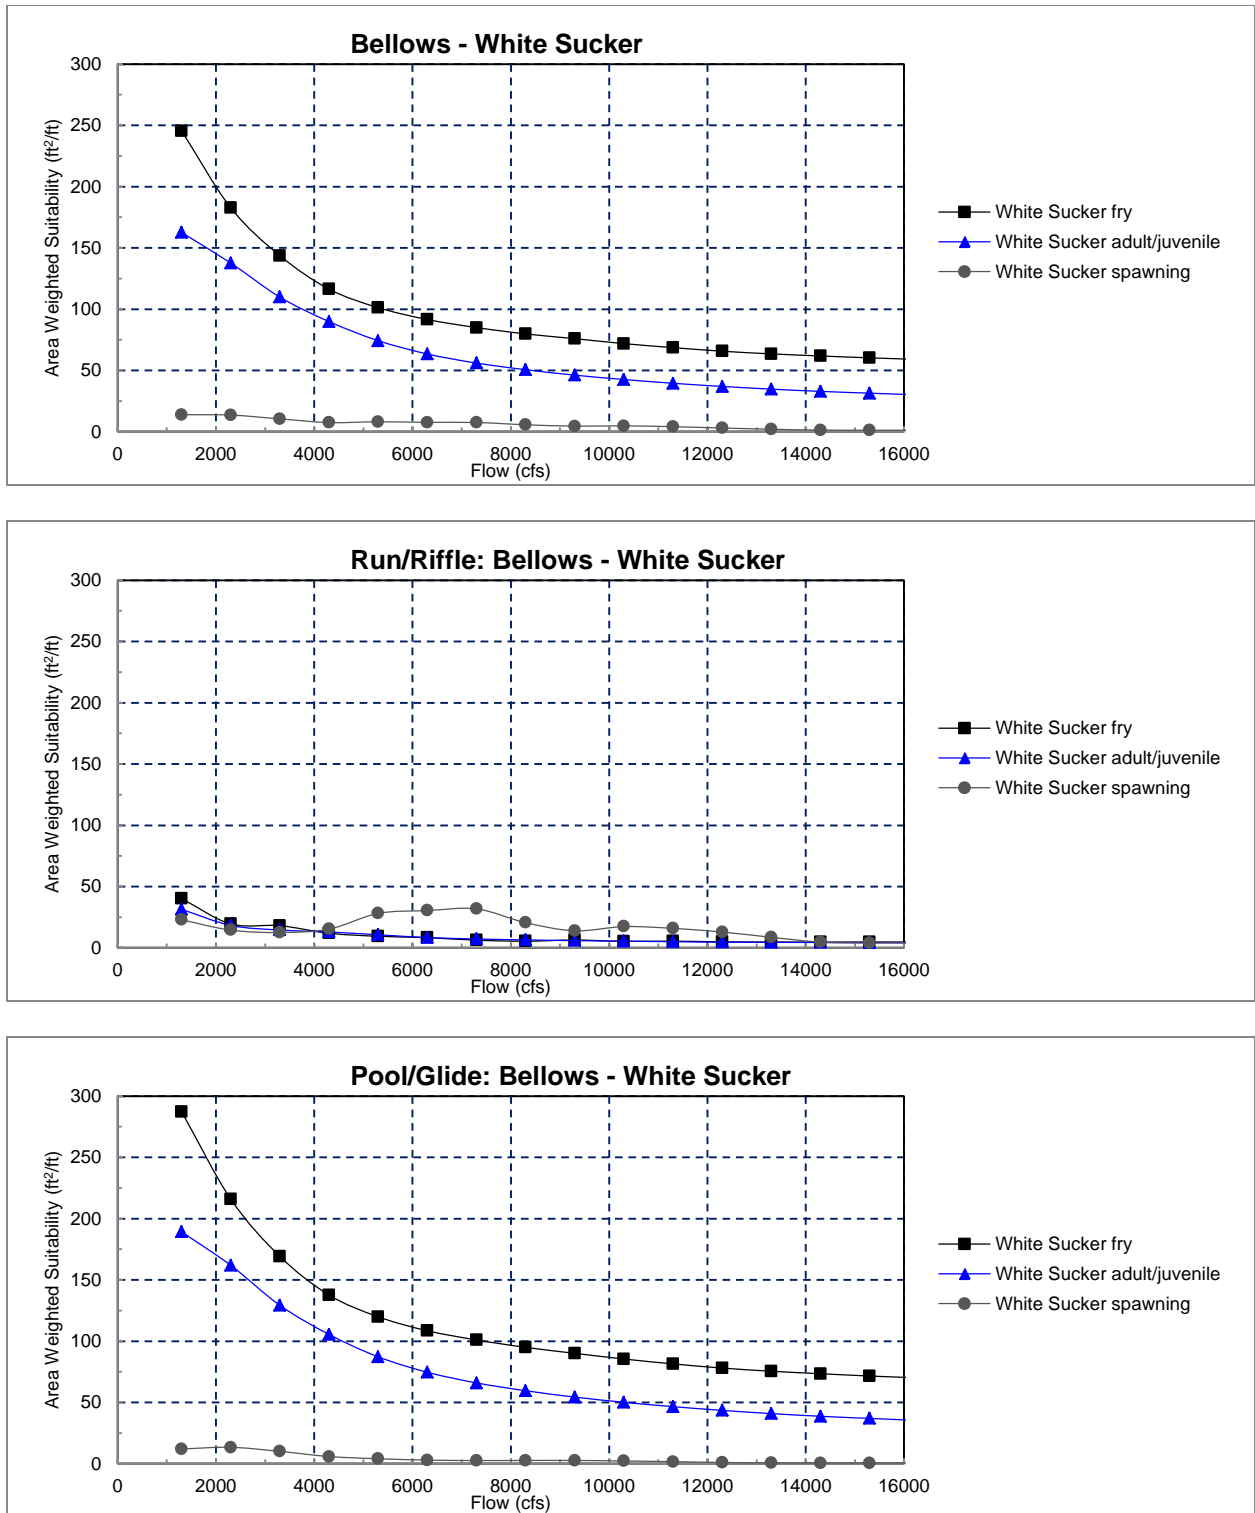 Bellows - White Sucker
300
250
200
150
100
50
0
Area Weighted Suitability (ft²/ft)
0 2000 4000 6000 8000 10000 12000 14000 16000
Flow (cfs)
White Sucker fry
White Sucker adult/juvenile
White Sucker spawning
Run/Riffle: Bellows - White Sucker
300
250
200
150
100
50
0
Area Weighted Suitability (ft²/ft)
0 2000 4000 6000 8000 10000 12000 14000 16000
Flow (cfs)
White Sucker fry
White Sucker adult/juvenile
White Sucker spawning
Pool/Glide: Bellows - White Sucker
300
250
200
150
100
50
0
Area Weighted Suitability (ft²/ft)
0 2000 4000 6000 8000 10000 12000 14000 16000
Flow (cfs)
White Sucker fry
White Sucker adult/juvenile
White Sucker spawning